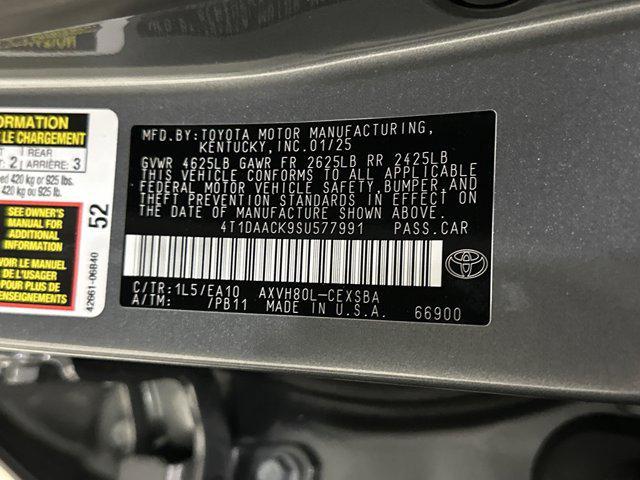 MFD.BY:TOYOTA MOTOR MANUFACTURING,
KENTUCKY, INC.01/25
GVWR 4625LB GAWR FR 2625LB RR 2425LB
THIS VEHICLE CONFORMS TO ALL APPLICABLE
FEDERAL MOTOR VEHICLE SAFETY,BUMPER,AND
THEFT PREVENTION STANDARDS IN EFFECT ON
THE DATE OF MANUFACTURE SHOWN ABOVE.
4T1DAACK9SU577991 PASS.CAR
C/TR:1L5/EA10 AXVH80L-CEXSBA
A/TM: /PB11 MADE IN U.S.A. 66900
ORMATION
LE CHARGEMENT
2 REAR
ARRIÈRE: 3
420 kg or 925 lbs.
420 kg ou 925 lb.
SEE OWNER'S
MANUAL FOR
ADDITIONAL
INFORMATION
VOIR LE MANUEL
DE L'USAGER
POUR PLUS DE
RENSEIGNEMENTS
52
42661-06B40